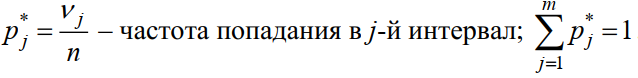 p*_j = ν_j / n – частота попадания в j-й интервал; ∑_{j=1}^{m} p*_j = 1